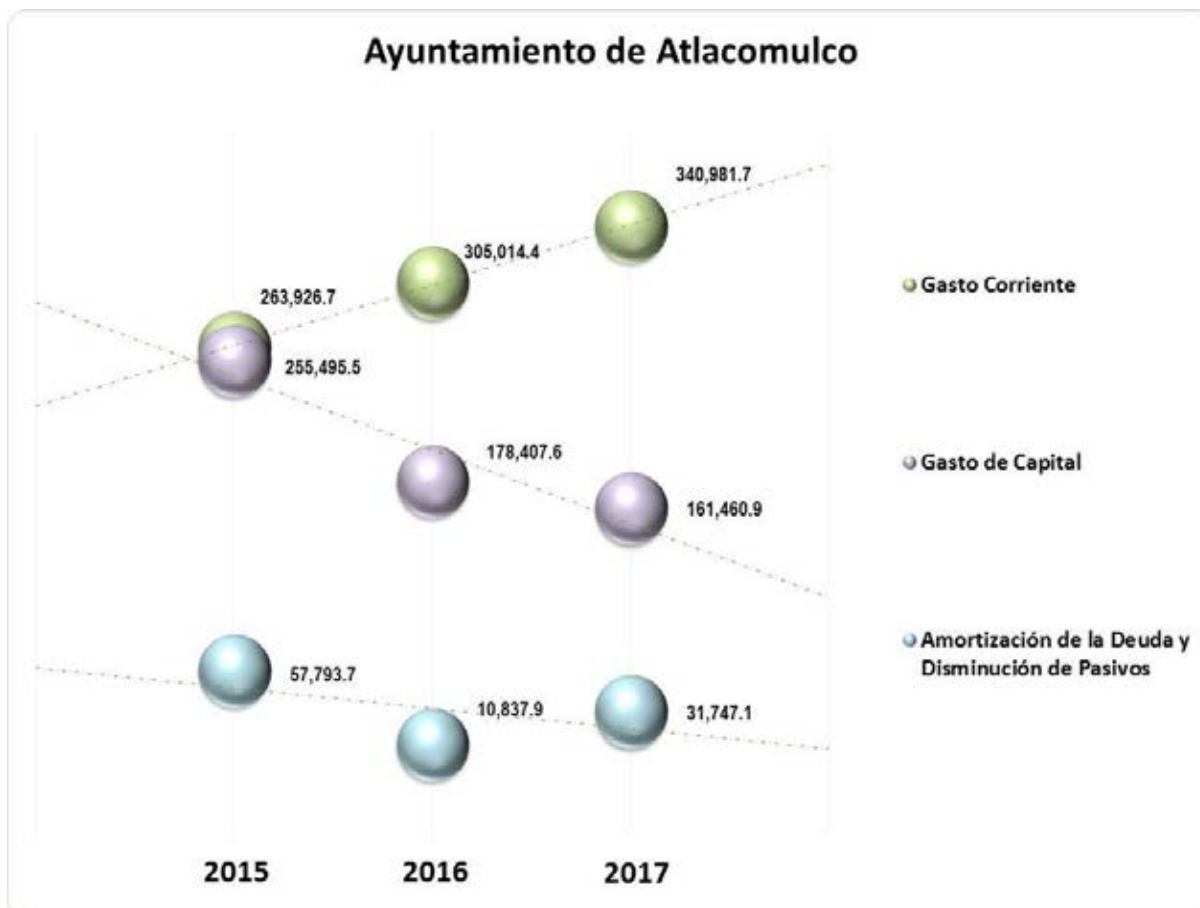 Ayuntamiento de Atlacomulco
340,981.7
305,014.4
263,926.7
255,495.5
178,407.6
161,460.9
57,793.7
10,837.9
31,747.1
Gasto Corriente
Gasto de Capital
Amortización de la Deuda y
Disminución de Pasivos
2015
2016
2017